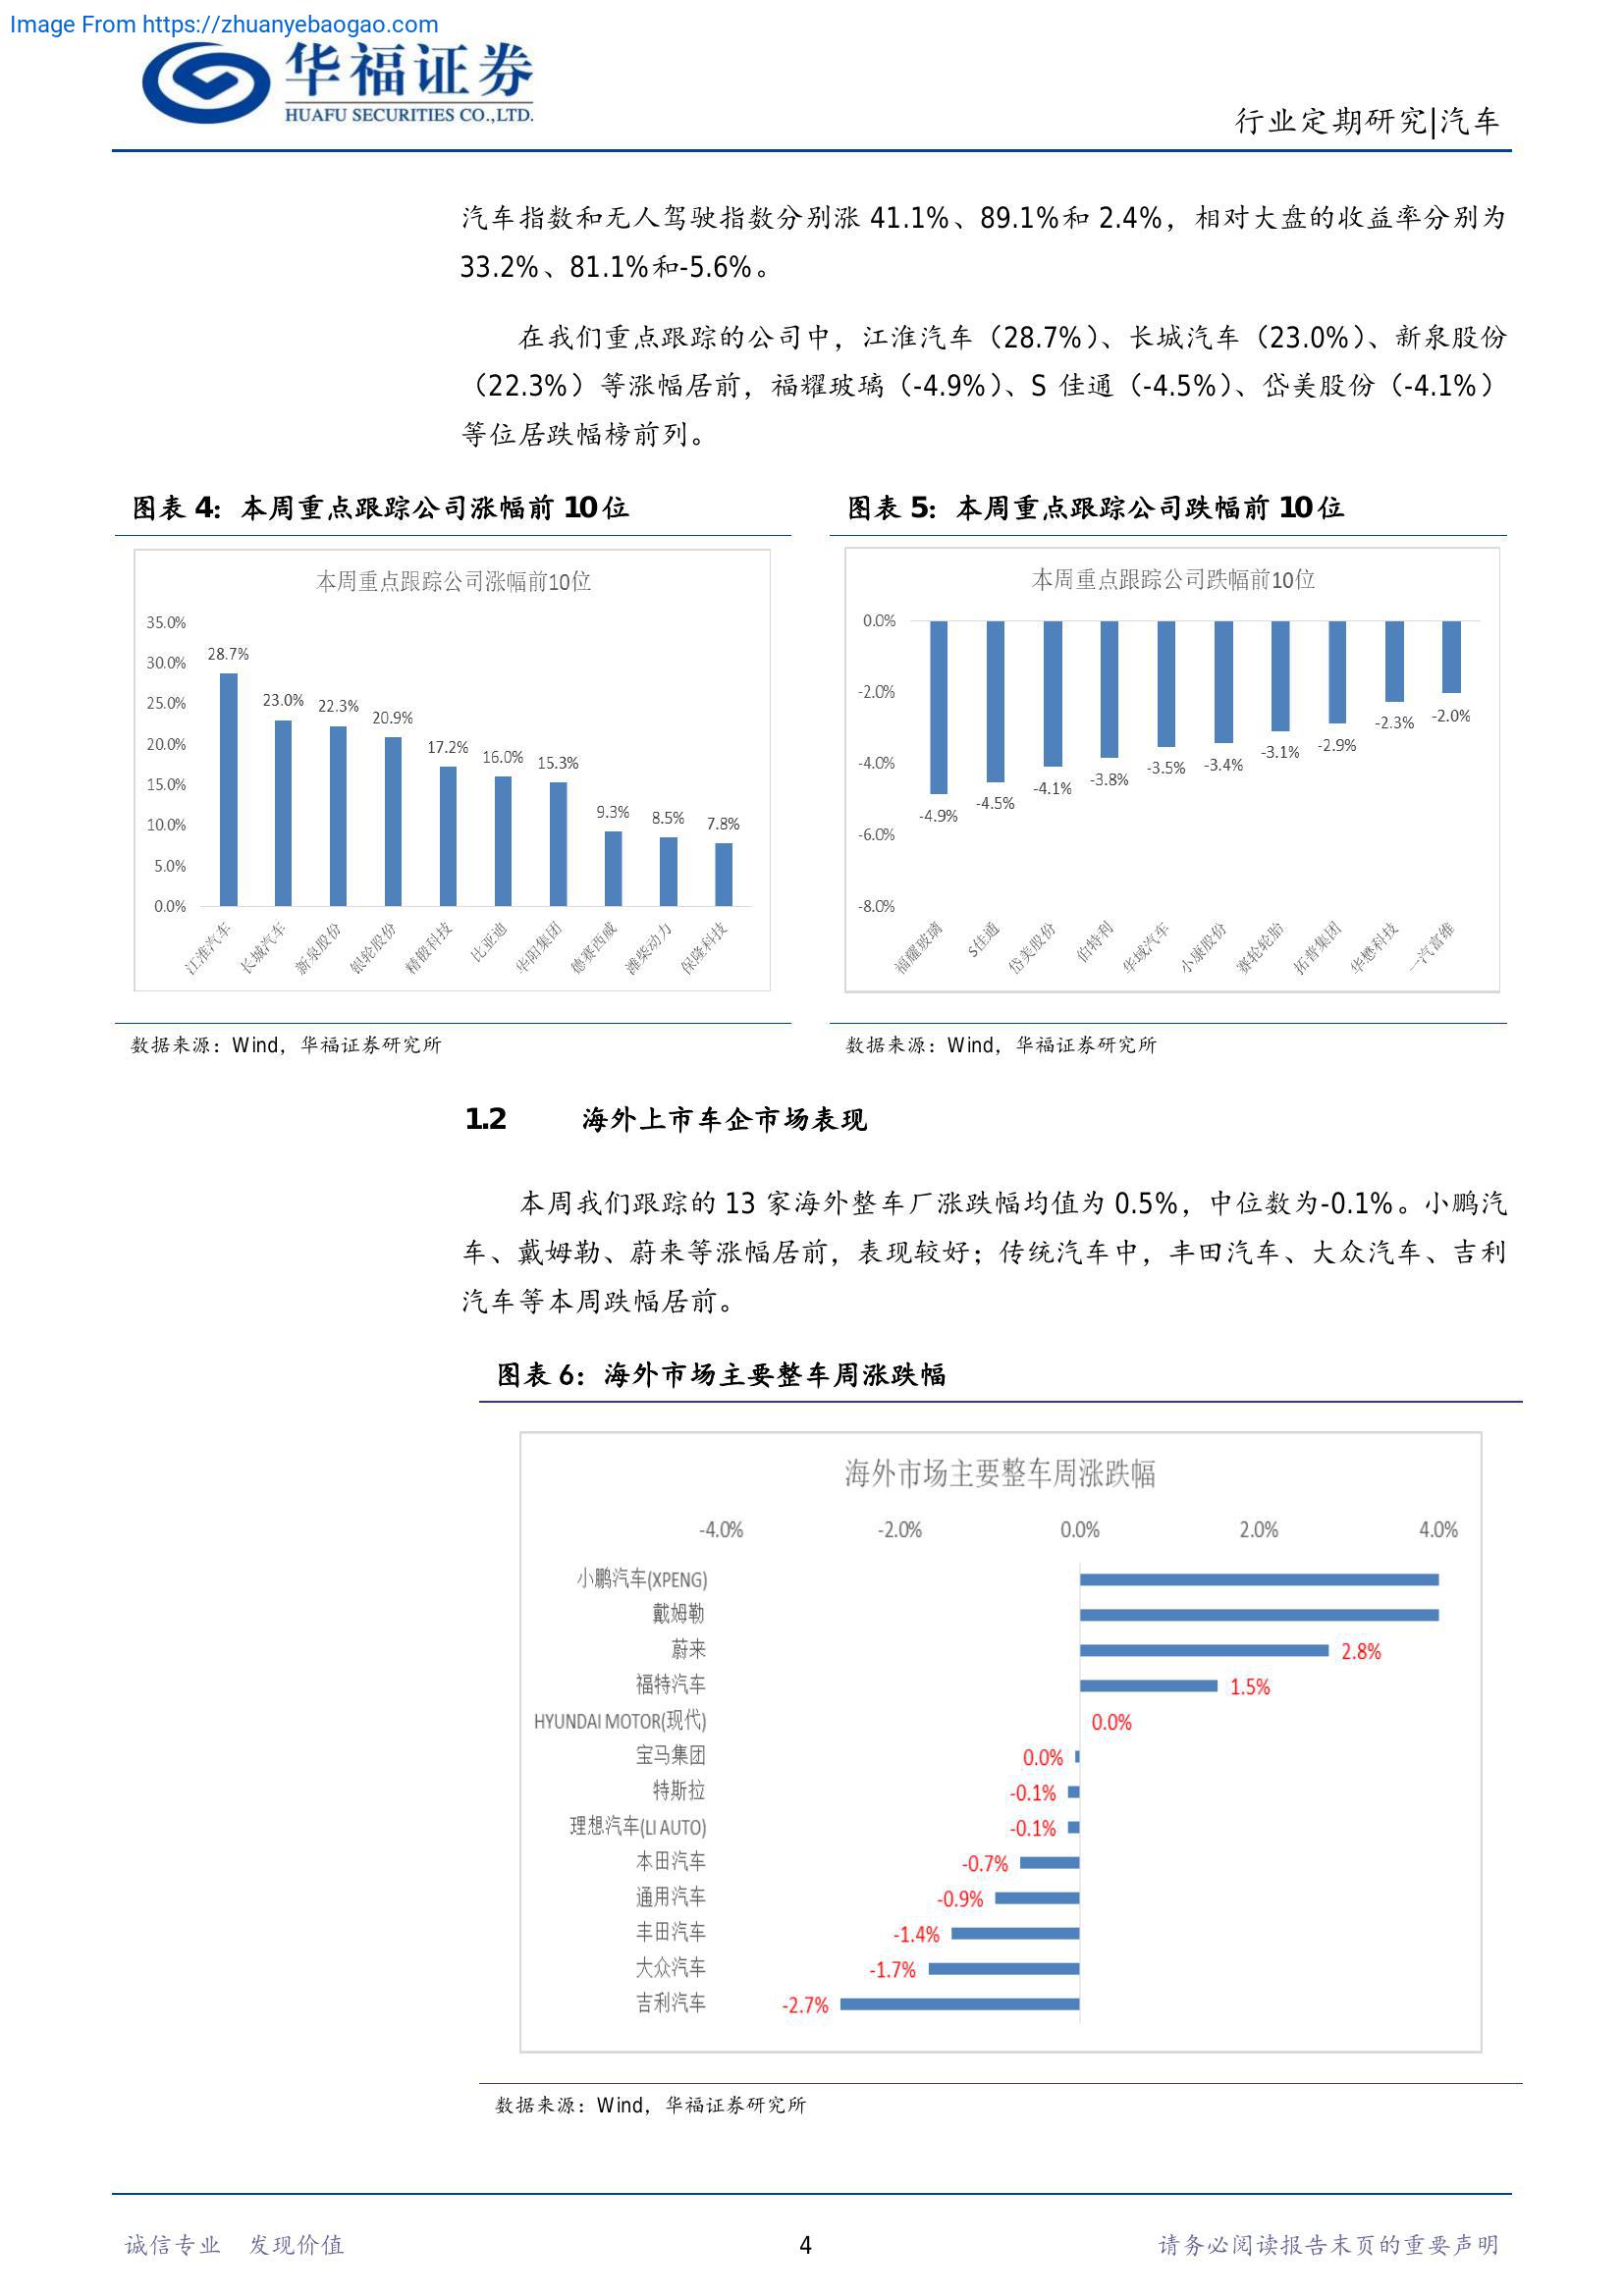 Image From https://zhuanyebaogao.com
华福证券
HUAFU SECURITIES CO.,LTD.
行业定期研究|汽车
汽车指数和无人驾驶指数分别涨 41.1%、89.1%和 2.4%，相对大盘的收益率分别为
33.2%、81.1%和-5.6%。
在我们重点跟踪的公司中，江淮汽车（28.7%）、长城汽车（23.0%）、新泉股份
（22.3%）等涨幅居前，福耀玻璃（-4.9%）、S 佳通（-4.5%）、岱美股份（-4.1%）
等位居跌幅榜前列。
图表 4：本周重点跟踪公司涨幅前 10 位
本周重点跟踪公司涨幅前10位
35.0%
30.0%
25.0%
20.0%
15.0%
10.0%
5.0%
0.0%
28.7%
23.0%
22.3%
20.9%
17.2%
16.0%
15.3%
9.3%
8.5%
7.8%
江淮汽车
长城汽车
新泉股份
银轮股份
精锻科技
比亚迪
华阳集团
德赛西威
潍柴动力
保隆科技
数据来源：Wind，华福证券研究所
图表 5：本周重点跟踪公司跌幅前 10 位
本周重点跟踪公司跌幅前10位
0.0%
-2.0%
-4.0%
-6.0%
-8.0%
-4.9%
-4.5%
-4.1%
-3.8%
-3.5%
-3.4%
-3.1%
-2.9%
-2.3%
-2.0%
福耀玻璃
S佳通
岱美股份
伯特利
华域汽车
小康股份
赛轮轮胎
拓普集团
华懋科技
一汽富维
数据来源：Wind，华福证券研究所
1.2 海外上市车企市场表现
本周我们跟踪的 13 家海外整车厂涨跌幅均值为 0.5%，中位数为-0.1%。小鹏汽
车、戴姆勒、蔚来等涨幅居前，表现较好；传统汽车中，丰田汽车、大众汽车、吉利
汽车等本周跌幅居前。
图表 6：海外市场主要整车周涨跌幅
海外市场主要整车周涨跌幅
-4.0% -2.0% 0.0% 2.0% 4.0%
小鹏汽车(XPENG)
戴姆勒
蔚来 2.8%
福特汽车 1.5%
HYUNDAI MOTOR(现代) 0.0%
宝马集团 0.0%
特斯拉 -0.1%
理想汽车(LI AUTO) -0.1%
本田汽车 -0.7%
通用汽车 -0.9%
丰田汽车 -1.4%
大众汽车 -1.7%
吉利汽车 -2.7%
数据来源：Wind，华福证券研究所
诚信专业 发现价值
4
请务必阅读报告末页的重要声明